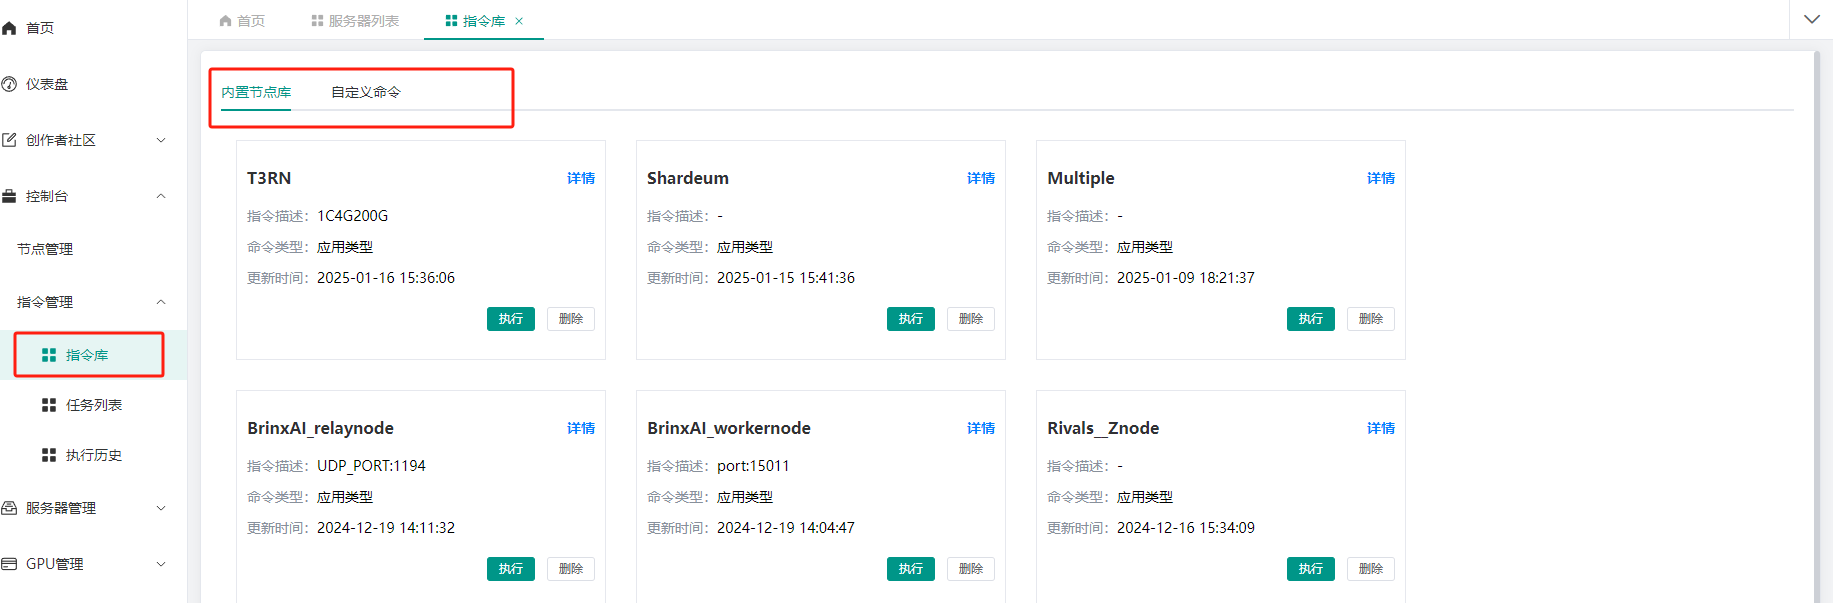 首页
仪表盘
创作者社区
控制台
节点管理
指令管理
指令库
任务列表
执行历史
服务器管理
GPU管理
首页 服务器列表 指令库 ×
内置节点库 自定义命令
T3RN 详情
指令描述： 1C4G200G
命令类型： 应用类型
更新时间： 2025-01-16 15:36:06
执行 删除
Shardeum 详情
指令描述： -
命令类型： 应用类型
更新时间： 2025-01-15 15:41:36
执行 删除
Multiple 详情
指令描述： -
命令类型： 应用类型
更新时间： 2025-01-09 18:21:37
执行 删除
BrinxAI_relaynode 详情
指令描述： UDP_PORT:1194
命令类型： 应用类型
更新时间： 2024-12-19 14:11:32
执行 删除
BrinxAI_workernode 详情
指令描述： port:15011
命令类型： 应用类型
更新时间： 2024-12-19 14:04:47
执行 删除
Rivals__Znode 详情
指令描述： -
命令类型： 应用类型
更新时间： 2024-12-16 15:34:09
执行 删除